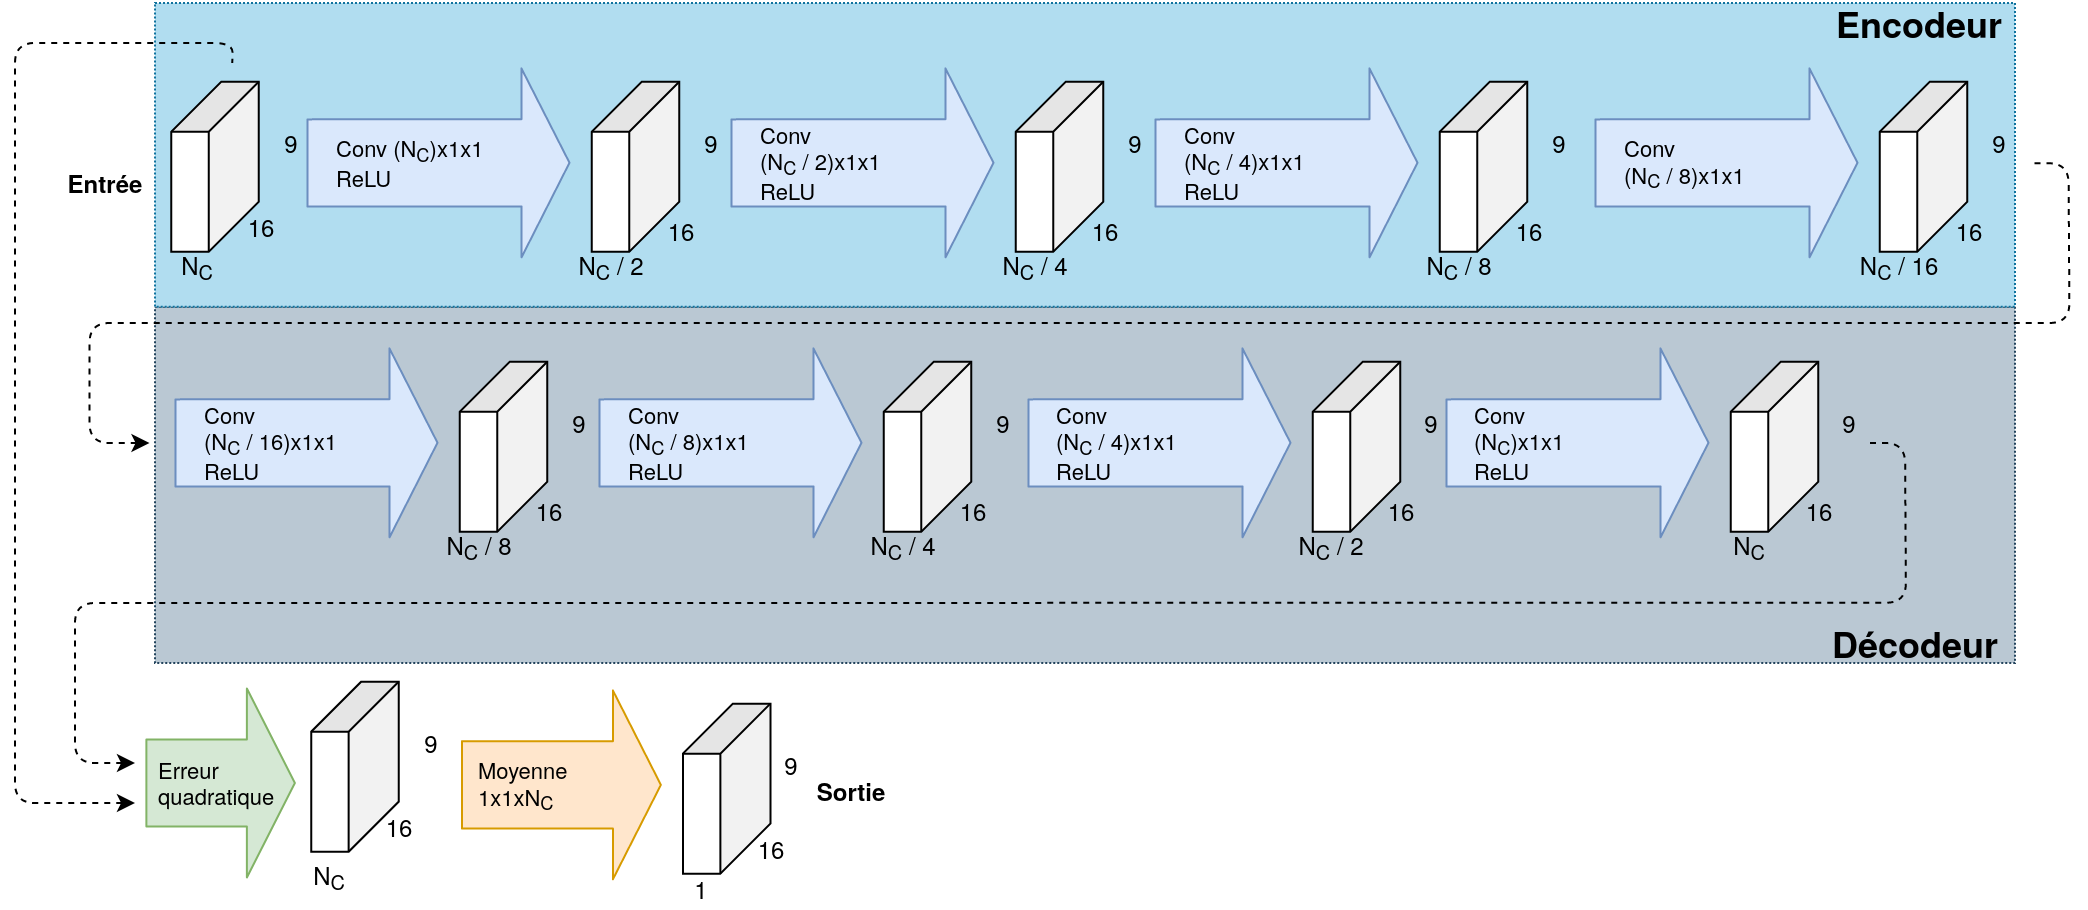 Encodeur
Entrée
9
16
N_C
Conv (N_C)x1x1
ReLU
9
16
N_C / 2
Conv
(N_C / 2)x1x1
ReLU
9
16
N_C / 4
Conv
(N_C / 4)x1x1
ReLU
9
16
N_C / 8
Conv
(N_C / 8)x1x1
9
16
N_C / 16
Conv
(N_C / 16)x1x1
ReLU
9
16
N_C / 8
Conv
(N_C / 8)x1x1
ReLU
9
16
N_C / 4
Conv
(N_C / 4)x1x1
ReLU
9
16
N_C / 2
Conv
(N_C)x1x1
ReLU
9
16
N_C
Décodeur
Erreur
quadratique
9
16
N_C
Moyenne
1x1xN_C
9
16
1
Sortie